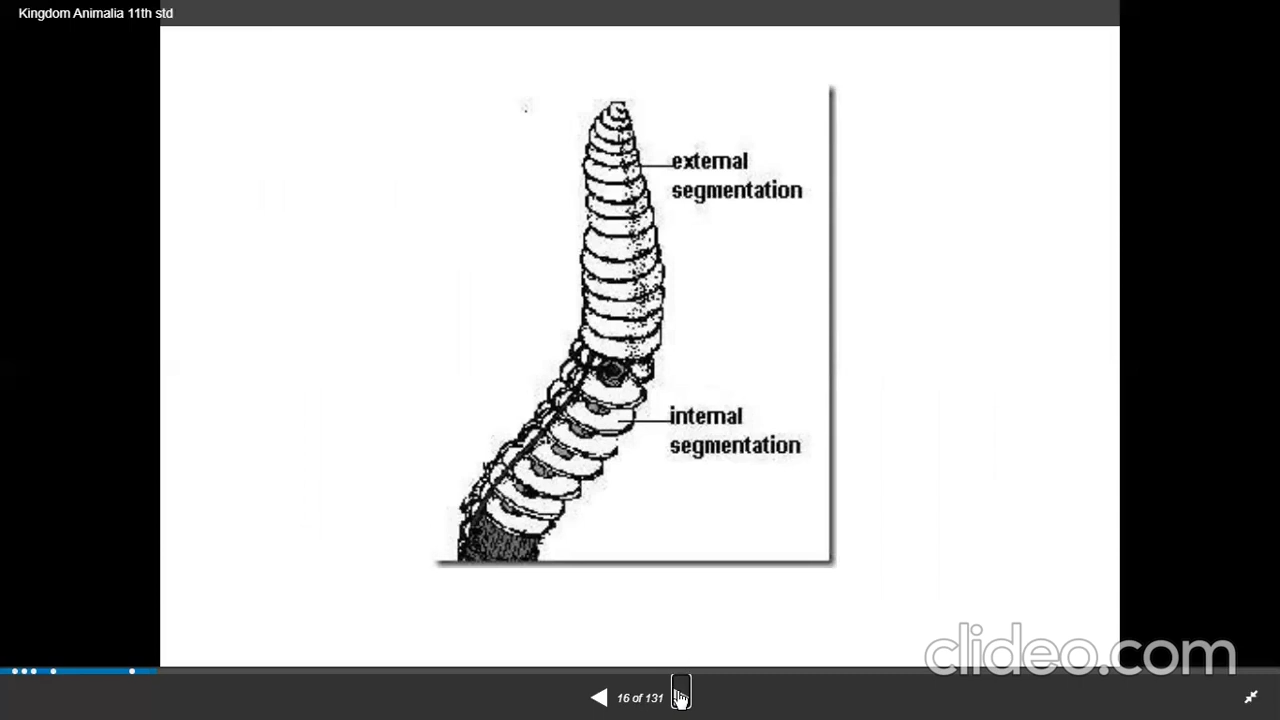 Kingdom Animalia 11th std
external
segmentation
internal
segmentation
clideo.com
16 of 131